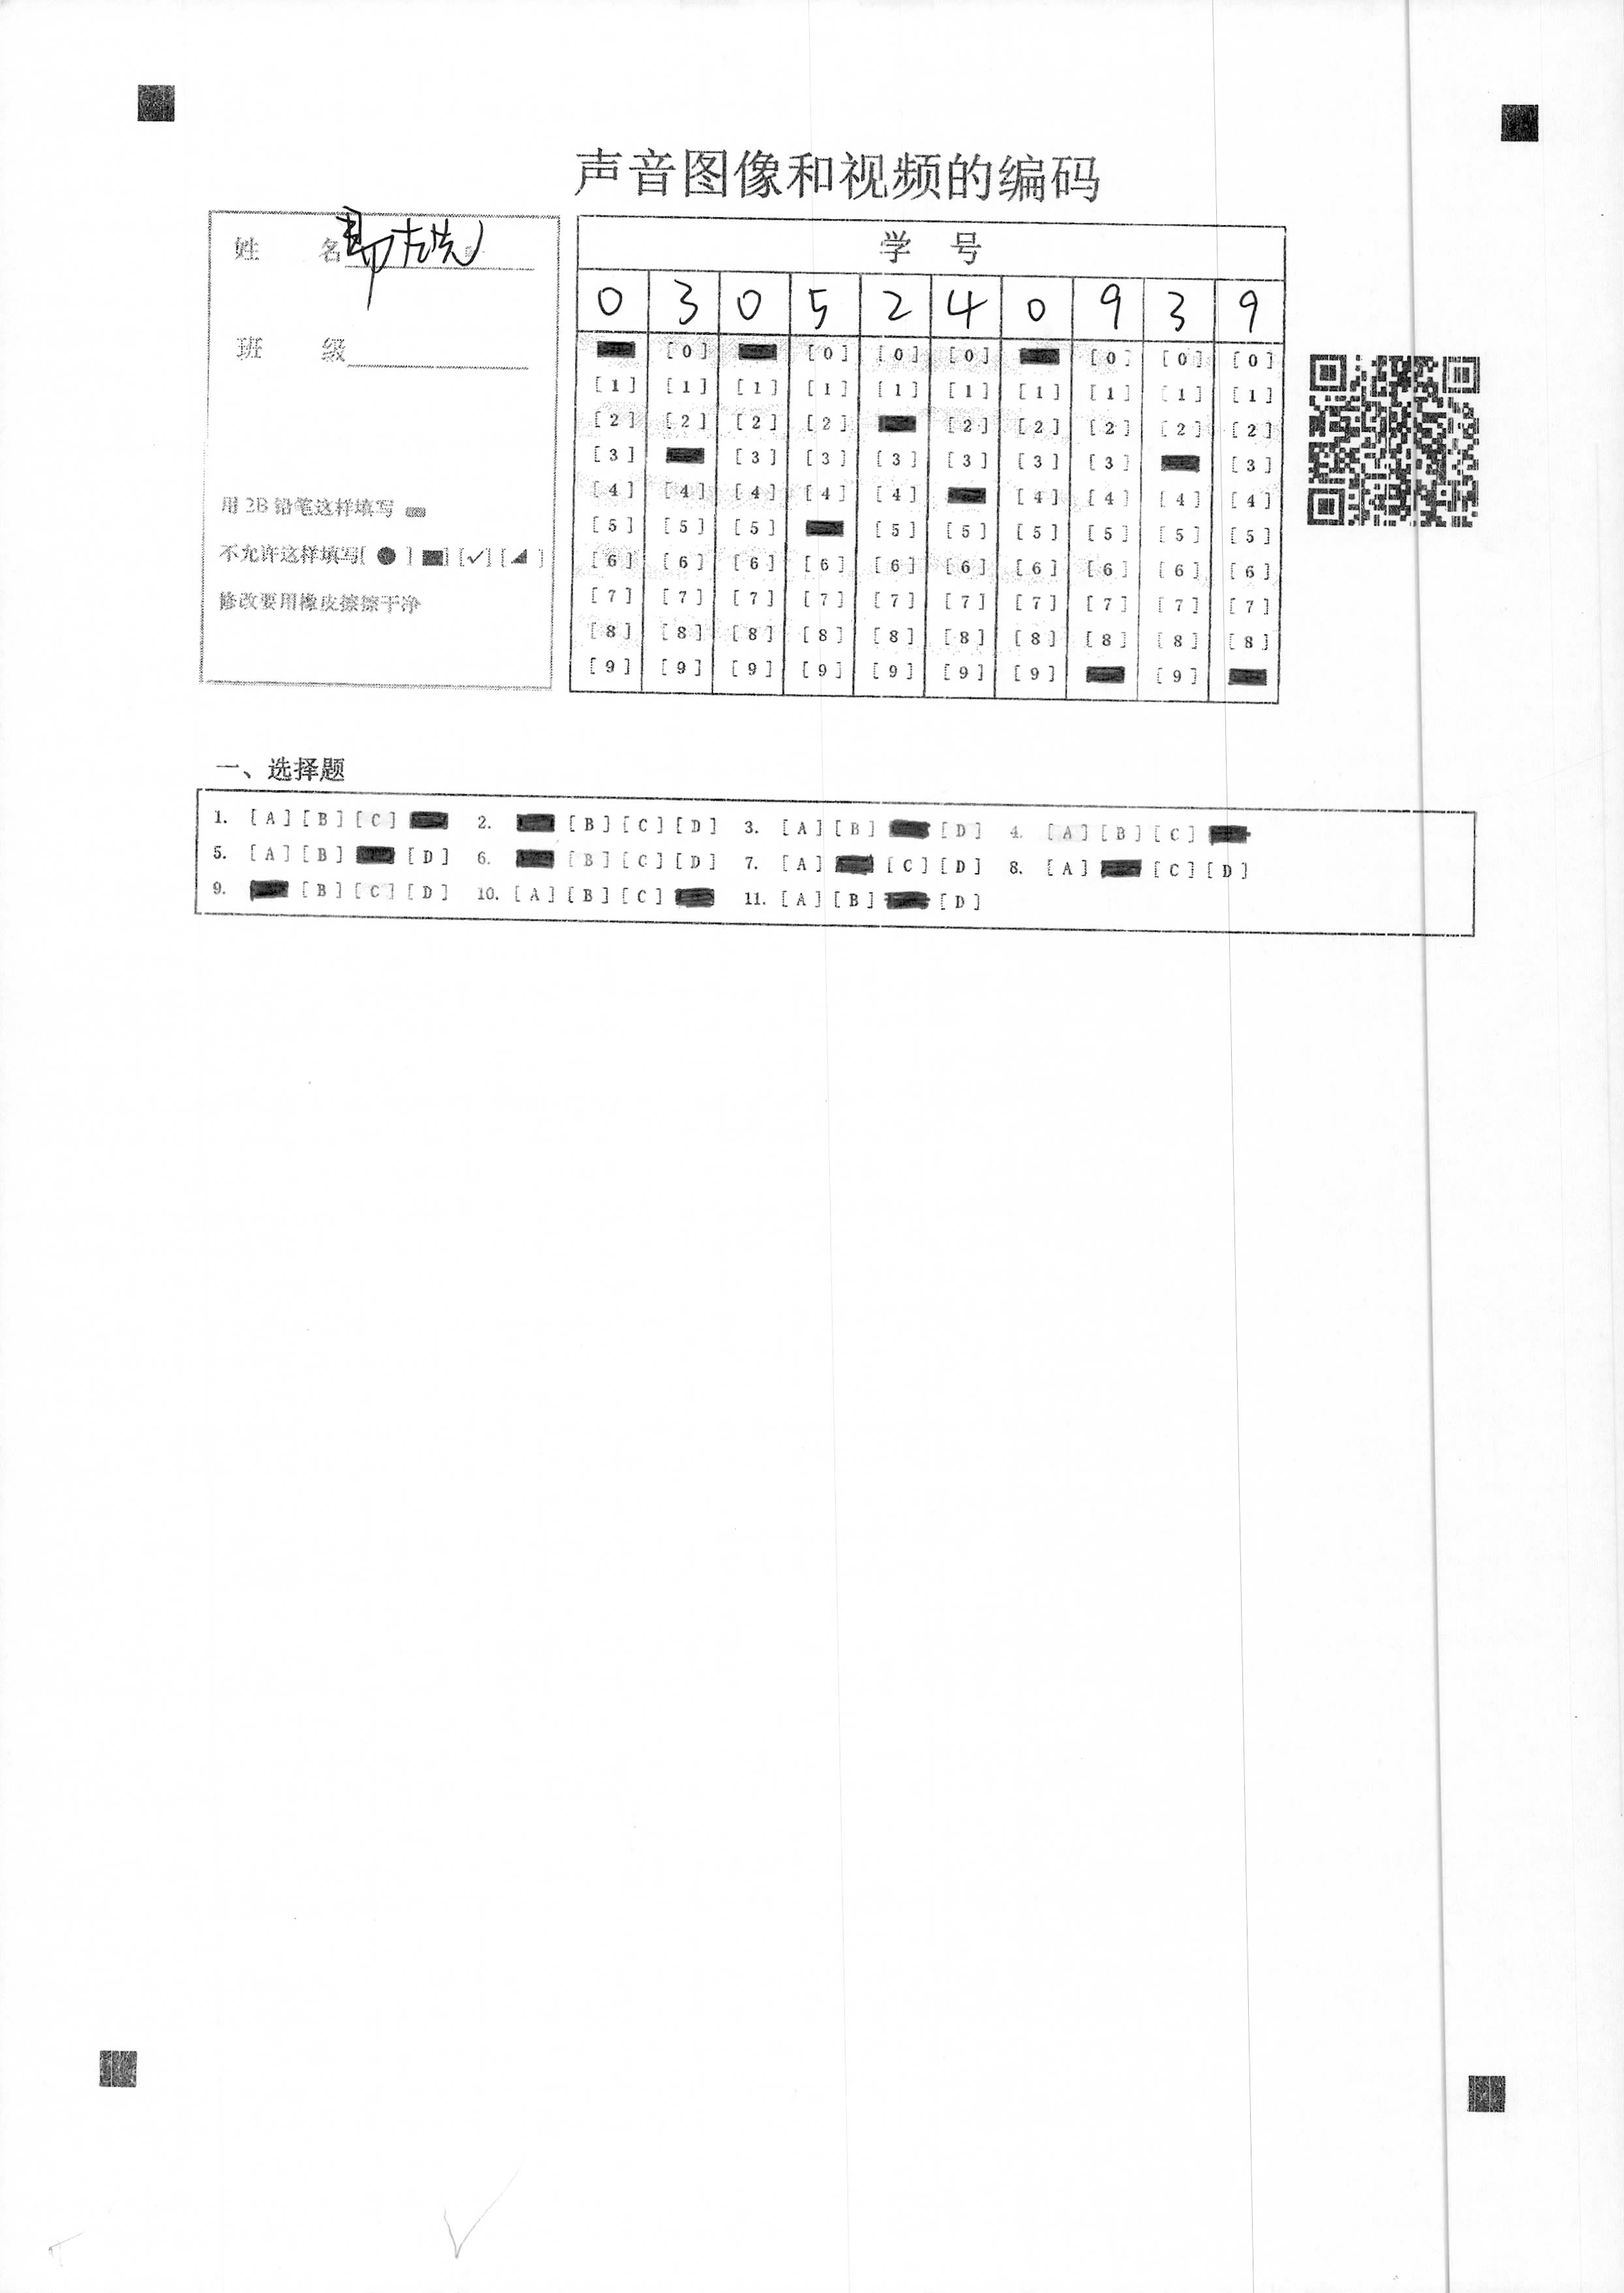 声音图像和视频的编码
姓 名
班 级
用 2B 铅笔这样填写
不允许这样填写[ ● ] [■] [✓] [◢ ]
修改要用橡皮擦擦干净
学 号
0 3 0 5 2 4 0 9 3 9
[0] [0] [0] [0] [0] [0] [0]
[1] [1] [1] [1] [1] [1] [1] [1] [1] [1]
[2] [2] [2] [2] [2] [2] [2] [2] [2]
[3] [3] [3] [3] [3] [3] [3] [3]
[4] [4] [4] [4] [4] [4] [4] [4] [4]
[5] [5] [5] [5] [5] [5] [5] [5] [5]
[6] [6] [6] [6] [6] [6] [6] [6] [6] [6]
[7] [7] [7] [7] [7] [7] [7] [7] [7] [7]
[8] [8] [8] [8] [8] [8] [8] [8] [8] [8]
[9] [9] [9] [9] [9] [9] [9] [9]
一、选择题
1. [A] [B] [C] 2. [B] [C] [D] 3. [A] [B] [D] 4. [A] [B] [C]
5. [A] [B] [D] 6. [B] [C] [D] 7. [A] [C] [D] 8. [A] [C] [D]
9. [B] [C] [D] 10. [A] [B] [C] 11. [A] [B] [D]